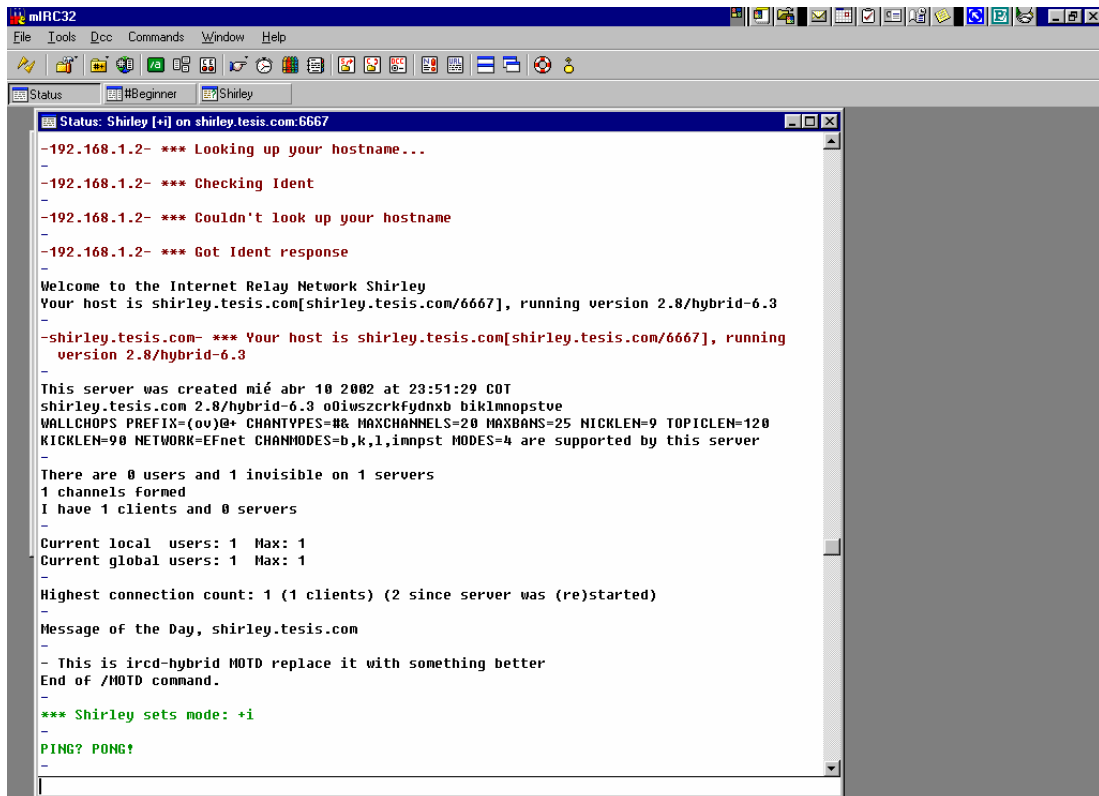 mIRC32
File Tools Dcc Commands Window Help
Status #Beginner Shirley
Status: Shirley [+i] on shirley.tesis.com:6667
-192.168.1.2- *** Looking up your hostname...
-
-192.168.1.2- *** Checking Ident
-
-192.168.1.2- *** Couldn't look up your hostname
-
-192.168.1.2- *** Got Ident response
-
Welcome to the Internet Relay Network Shirley
Your host is shirley.tesis.com[shirley.tesis.com/6667], running version 2.8/hybrid-6.3
-
-shirley.tesis.com- *** Your host is shirley.tesis.com[shirley.tesis.com/6667], running
version 2.8/hybrid-6.3
-
This server was created mié abr 10 2002 at 23:51:29 COT
shirley.tesis.com 2.8/hybrid-6.3 oOiwszcrkfydnxb biklmnopstve
WALLCHOPS PREFIX=(ov)@+ CHANTYPES=#& MAXCHANNELS=20 MAXBANS=25 NICKLEN=9 TOPICLEN=120
KICKLEN=90 NETWORK=EFnet CHANMODES=b,k,l,imnpst MODES=4 are supported by this server
-
There are 0 users and 1 invisible on 1 servers
1 channels formed
I have 1 clients and 0 servers
-
Current local  users: 1  Max: 1
Current global users: 1  Max: 1
-
Highest connection count: 1 (1 clients) (2 since server was (re)started)
-
Message of the Day, shirley.tesis.com
-
- This is ircd-hybrid MOTD replace it with something better
End of /MOTD command.
-
*** Shirley sets mode: +i
-
PING? PONG!
-